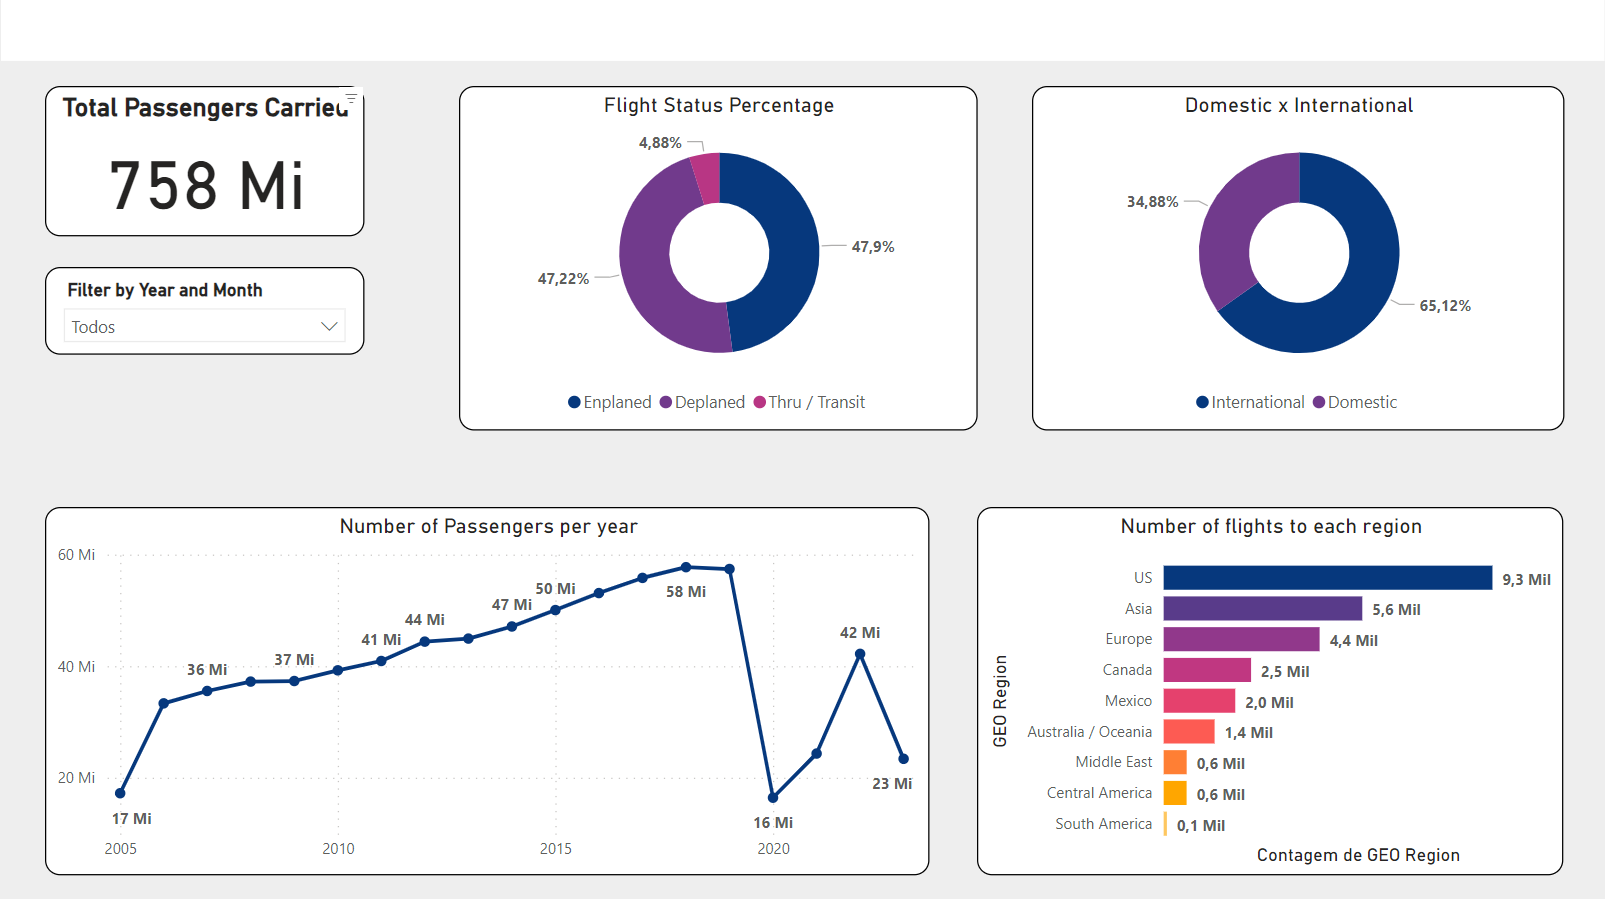 Total Passengers Carried
758 Mi
Filter by Year and Month
Todos
Flight Status Percentage
4,88%
47,9%
47,22%
Enplaned Deplaned Thru / Transit
Domestic x International
34,88%
65,12%
International Domestic
Number of Passengers per year
60 Mi
40 Mi
20 Mi
17 Mi
36 Mi
37 Mi
41 Mi
44 Mi
47 Mi
50 Mi
58 Mi
16 Mi
42 Mi
23 Mi
2005 2010 2015 2020
Number of flights to each region
GEO Region
US 9,3 Mil
Asia 5,6 Mil
Europe 4,4 Mil
Canada 2,5 Mil
Mexico 2,0 Mil
Australia / Oceania 1,4 Mil
Middle East 0,6 Mil
Central America 0,6 Mil
South America 0,1 Mil
Contagem de GEO Region